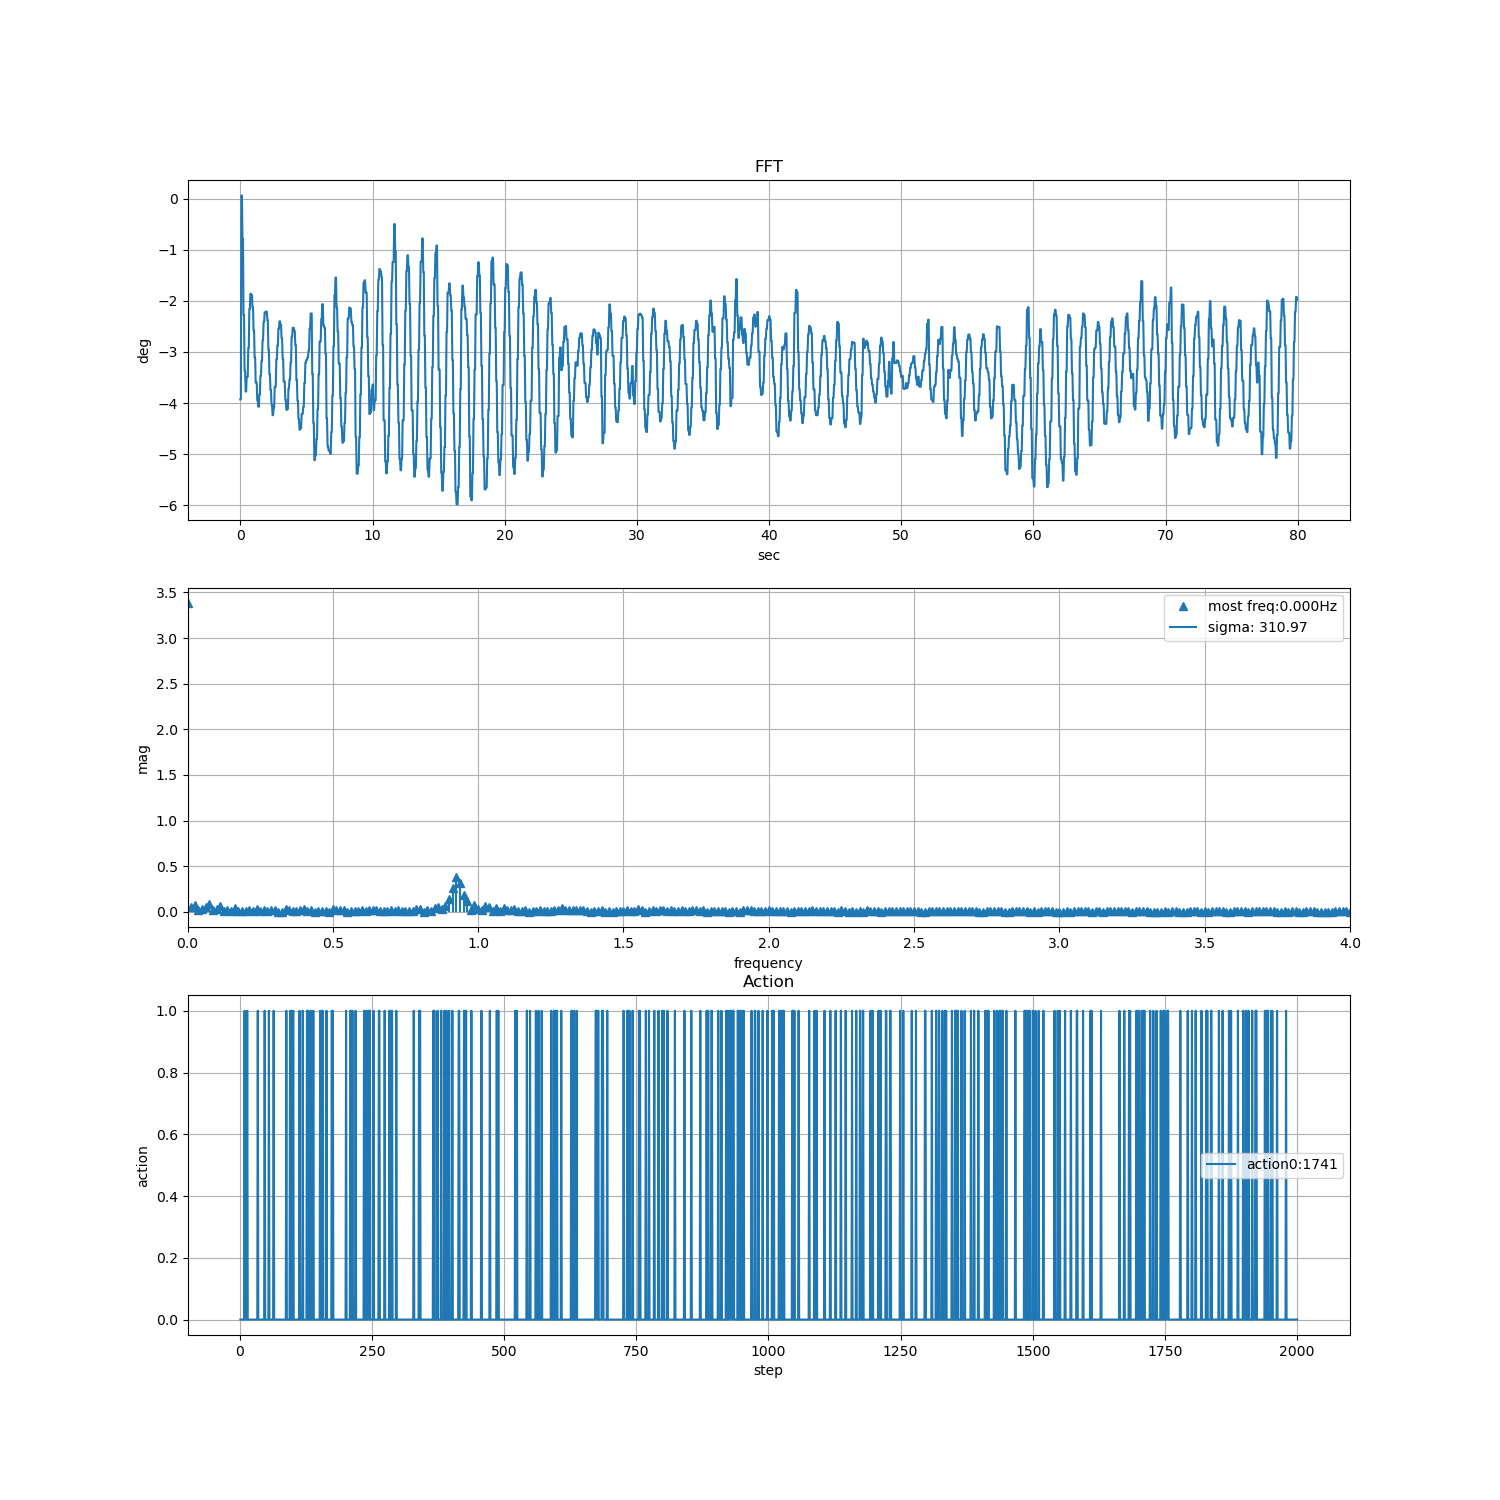 FFT
0
−1
−2
−3
−4
−5
−6
deg
0 10 20 30 40 50 60 70 80
sec
3.5
3.0
2.5
2.0
1.5
1.0
0.5
0.0
mag
most freq:0.000Hz
sigma: 310.97
0.0 0.5 1.0 1.5 2.0 2.5 3.0 3.5 4.0
frequency
Action
1.0
0.8
0.6
0.4
0.2
0.0
action
action0:1741
0 250 500 750 1000 1250 1500 1750 2000
step